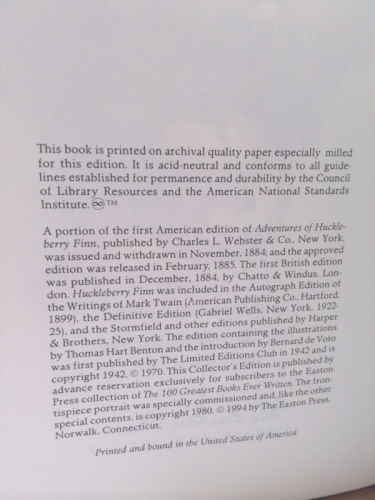 This book is printed on archival quality paper especially milled
for this edition. It is acid-neutral and conforms to all guide-
lines established for permanence and durability by the Council
of Library Resources and the American National Standards
Institute. ♾™
A portion of the first American edition of Adventures of Huckle-
berry Finn, published by Charles L. Webster & Co., New York,
was issued and withdrawn in November, 1884; and the approved
edition was released in February, 1885. The first British edition
was published in December, 1884, by Chatto & Windus, Lon-
don. Huckleberry Finn was included in the Autograph Edition of
the Writings of Mark Twain (American Publishing Co., Hartford,
1899), the Definitive Edition (Gabriel Wells, New York, 1922-
25), and the Stormfield and other editions published by Harper
& Brothers, New York. The edition containing the illustrations
by Thomas Hart Benton and the introduction by Bernard de Voto
was first published by The Limited Editions Club in 1942 and is
copyright 1942, © 1970. This Collector's Edition is published by
advance reservation exclusively for subscribers to the Easton
Press collection of The 100 Greatest Books Ever Written. The fron-
tispiece portrait was specially commissioned and, like the other
special contents, is copyright 1980, © 1994 by The Easton Press,
Norwalk, Connecticut.
Printed and bound in the United States of America